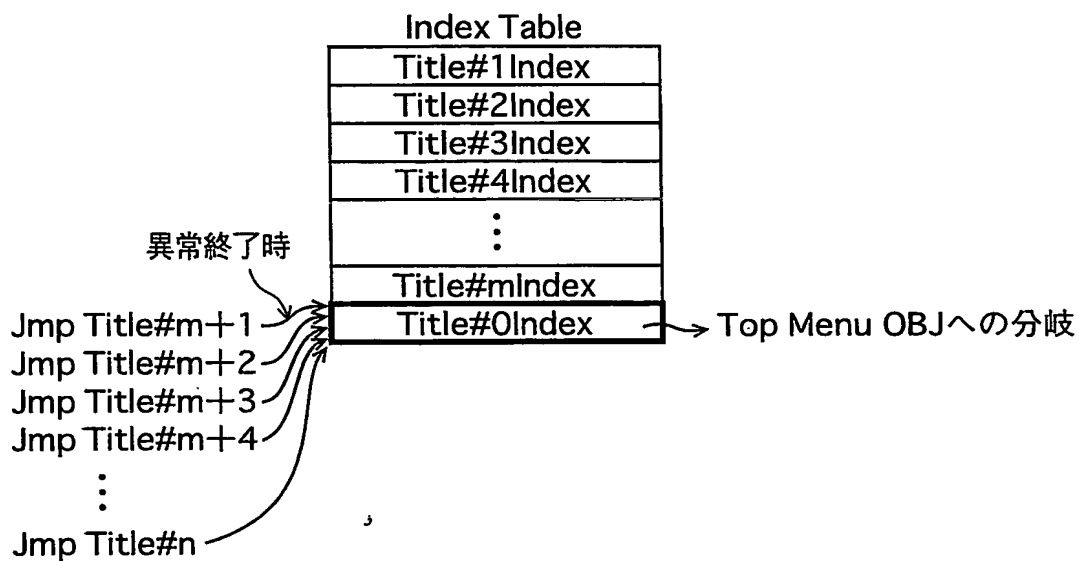 Index Table
Title#1Index
Title#2Index
Title#3Index
Title#4Index
⋮
Title#mIndex
異常終了時
Title#0Index
Top Menu OBJへの分岐
Jmp Title#m+1
Jmp Title#m+2
Jmp Title#m+3
Jmp Title#m+4
⋮
Jmp Title#n